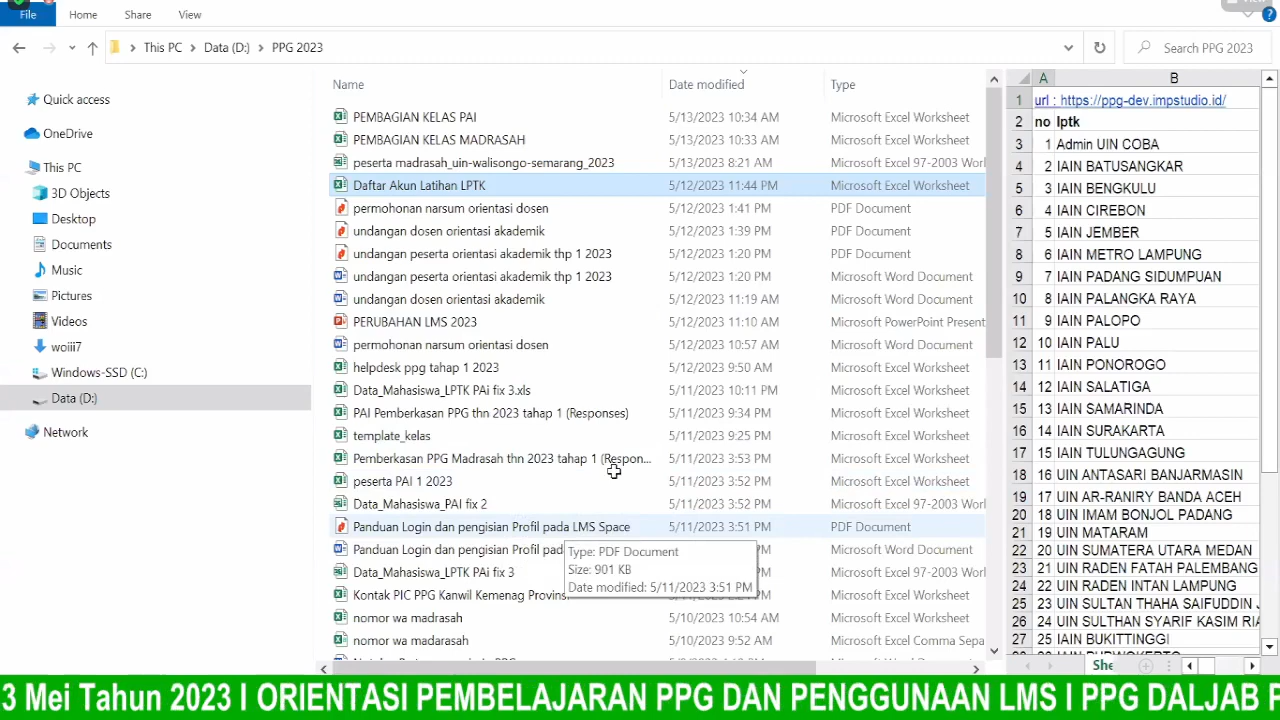 File Home Share View
This PC Data (D:) PPG 2023 Search PPG 2023
Quick access
OneDrive
This PC
3D Objects
Desktop
Documents
Music
Pictures
Videos
woiii7
Windows-SSD (C:)
Data (D:)
Network
Name Date modified Type
PEMBAGIAN KELAS PAI 5/13/2023 10:34 AM Microsoft Excel Worksheet
PEMBAGIAN KELAS MADRASAH 5/13/2023 10:33 AM Microsoft Excel Worksheet
peserta madrasah_uin-walisongo-semarang_2023 5/13/2023 8:21 AM Microsoft Excel 97-2003 Worl
Daftar Akun Latihan LPTK 5/12/2023 11:44 PM Microsoft Excel Worksheet
permohonan narsum orientasi dosen 5/12/2023 1:41 PM PDF Document
undangan dosen orientasi akademik 5/12/2023 1:39 PM PDF Document
undangan peserta orientasi akademik thp 1 2023 5/12/2023 1:20 PM PDF Document
undangan peserta orientasi akademik thp 1 2023 5/12/2023 1:20 PM Microsoft Word Document
undangan dosen orientasi akademik 5/12/2023 11:19 AM Microsoft Word Document
PERUBAHAN LMS 2023 5/12/2023 11:10 AM Microsoft PowerPoint Present
permohonan narsum orientasi dosen 5/12/2023 10:57 AM Microsoft Word Document
helpdesk ppg tahap 1 2023 5/12/2023 9:50 AM Microsoft Excel Worksheet
Data_Mahasiswa_LPTK PAi fix 3.xls 5/11/2023 10:11 PM Microsoft Excel Worksheet
PAI Pemberkasan PPG thn 2023 tahap 1 (Responses) 5/11/2023 9:34 PM Microsoft Excel Worksheet
template_kelas 5/11/2023 9:25 PM Microsoft Excel Worksheet
Pemberkasan PPG Madrasah thn 2023 tahap 1 (Respon... 5/11/2023 3:53 PM Microsoft Excel Worksheet
peserta PAI 1 2023 5/11/2023 3:52 PM Microsoft Excel Worksheet
Data_Mahasiswa_PAI fix 2 5/11/2023 3:52 PM Microsoft Excel 97-2003 Worl
Panduan Login dan pengisian Profil pada LMS Space 5/11/2023 3:51 PM PDF Document
Panduan Login dan pengisian Profil pad PM Microsoft Word Document
Data_Mahasiswa_LPTK PAi fix 3 PM Microsoft Excel 97-2003 Worl
Kontak PIC PPG Kanwil Kemenag Provins Microsoft Excel Worksheet
nomor wa madrasah 5/10/2023 10:54 AM Microsoft Excel Worksheet
nomor wa madarasah 5/10/2023 9:52 AM Microsoft Excel Comma Sepa
Type: PDF Document
Size: 901 KB
Date modified: 5/11/2023 3:51 PM
A B
1 url : https://ppg-dev.impstudio.id/
2 no lptk
3 1 Admin UIN COBA
4 2 IAIN BATUSANGKAR
5 3 IAIN BENGKULU
6 4 IAIN CIREBON
7 5 IAIN JEMBER
8 6 IAIN METRO LAMPUNG
9 7 IAIN PADANG SIDUMPUAN
10 8 IAIN PALANGKA RAYA
11 9 IAIN PALOPO
12 10 IAIN PALU
13 11 IAIN PONOROGO
14 12 IAIN SALATIGA
15 13 IAIN SAMARINDA
16 14 IAIN SURAKARTA
17 15 IAIN TULUNGAGUNG
18 16 UIN ANTASARI BANJARMASIN
19 17 UIN AR-RANIRY BANDA ACEH
20 18 UIN IMAM BONJOL PADANG
21 19 UIN MATARAM
22 20 UIN SUMATERA UTARA MEDAN
23 21 UIN RADEN FATAH PALEMBANG
24 22 UIN RADEN INTAN LAMPUNG
25 23 UIN SULTAN THAHA SAIFUDDIN J
26 24 UIN SULTHAN SYARIF KASIM RIA
27 25 IAIN BUKITTINGGI
She
3 Mei Tahun 2023 I ORIENTASI PEMBELAJARAN PPG DAN PENGGUNAAN LMS I PPG DALJAB P